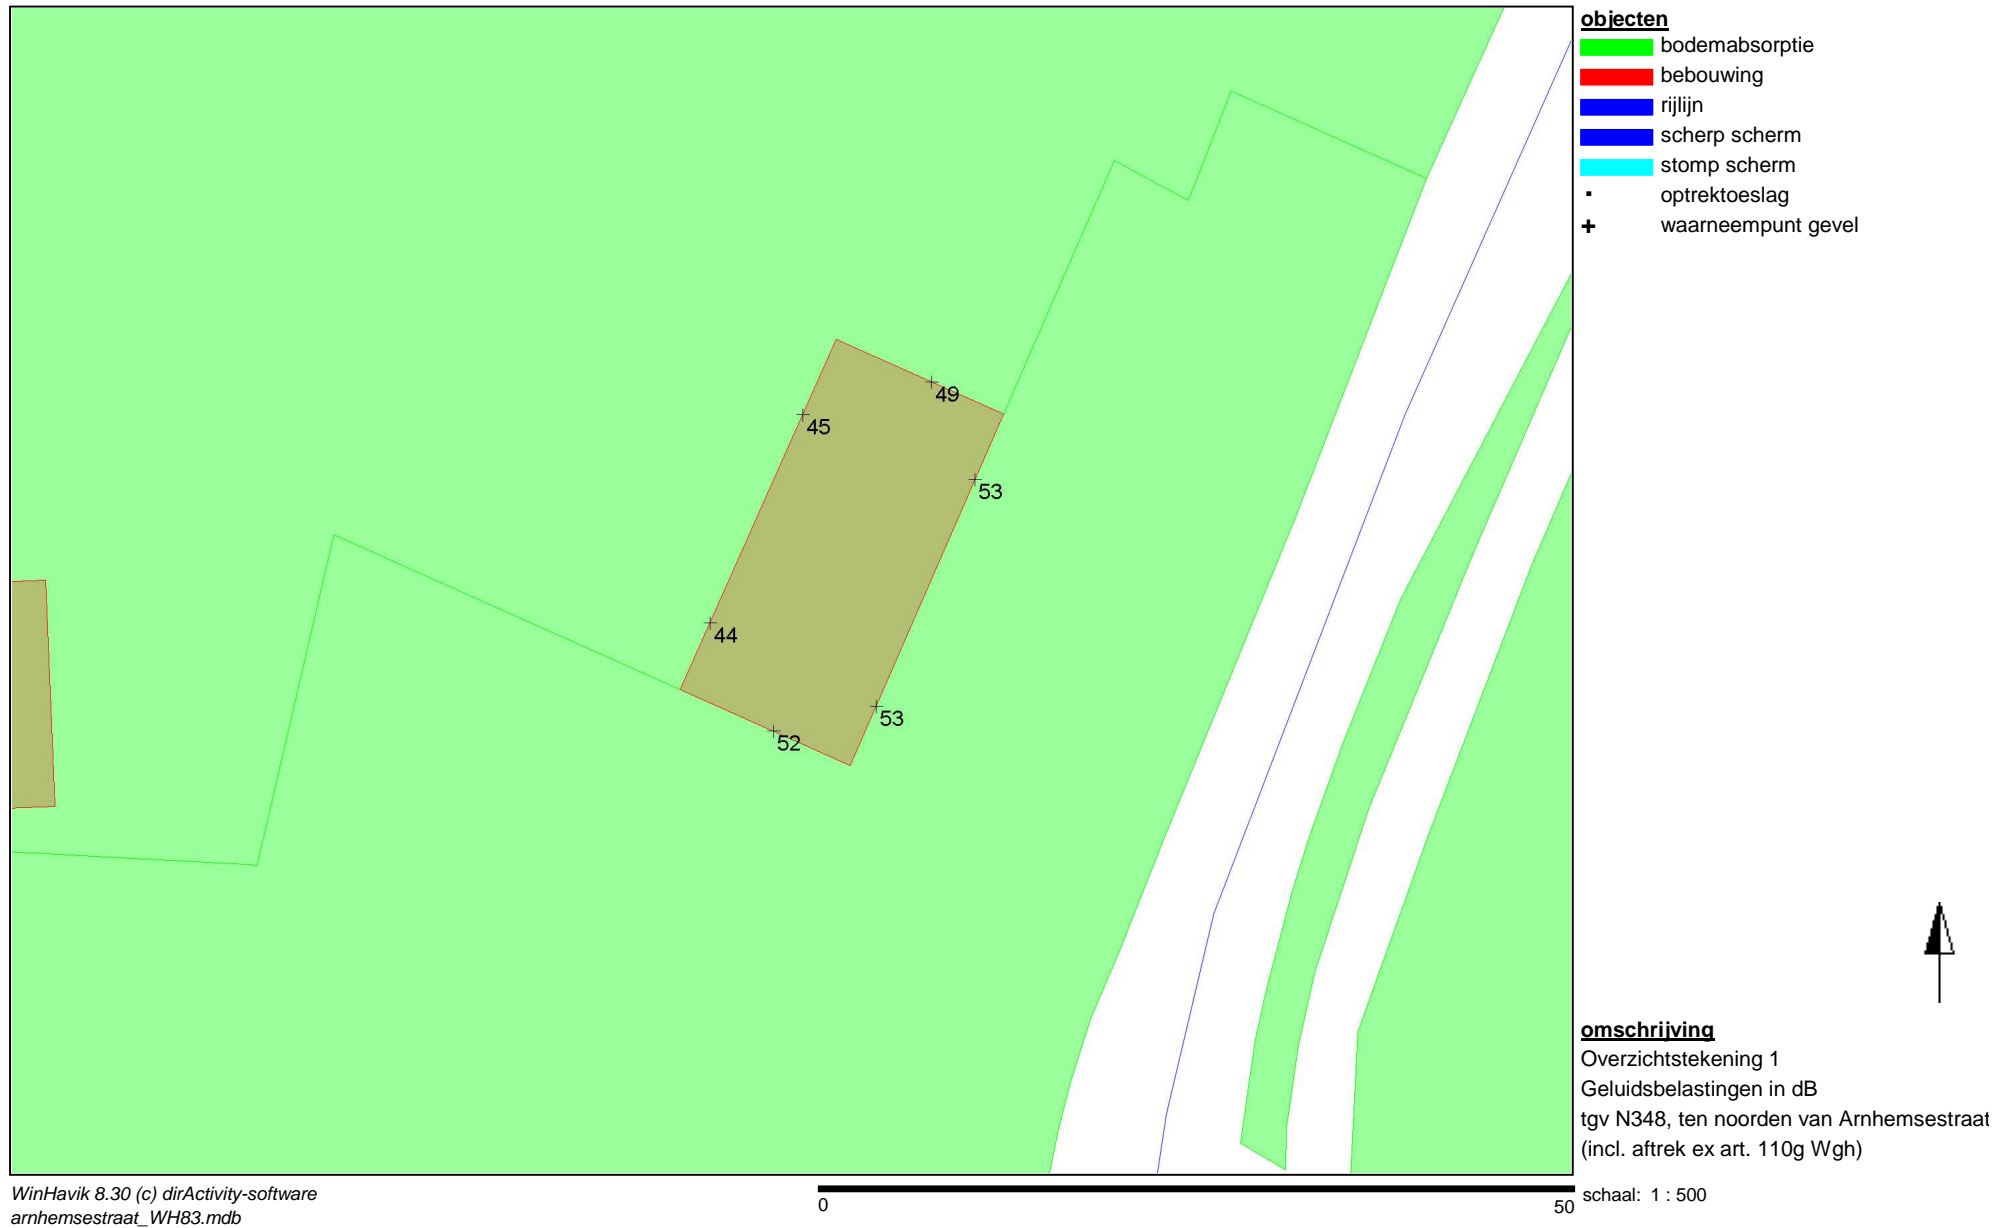 objecten
bodemabsorptie
bebouwing
rijlijn
scherp scherm
stomp scherm
optrektoeslag
waarneempunt gevel
49
45
53
44
53
52
omschrijving
Overzichtstekening 1
Geluidsbelastingen in dB
tgv N348, ten noorden van Arnhemsestraat
(incl. aftrek ex art. 110g Wgh)
WinHavik 8.30 (c) dirActivity-software
arnhemsestraat_WH83.mdb
0
50
schaal: 1 : 500